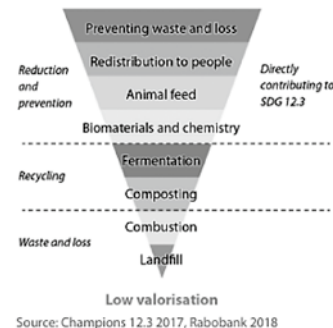 Preventing waste and loss
Redistribution to people
Reduction
and
prevention
Animal feed
Directly
contributing to
SDG 12.3
Biomaterials and chemistry
Fermentation
Recycling
Composting
Combustion
Waste and loss
Landfill
Low valorisation
Source: Champions 12.3 2017, Rabobank 2018